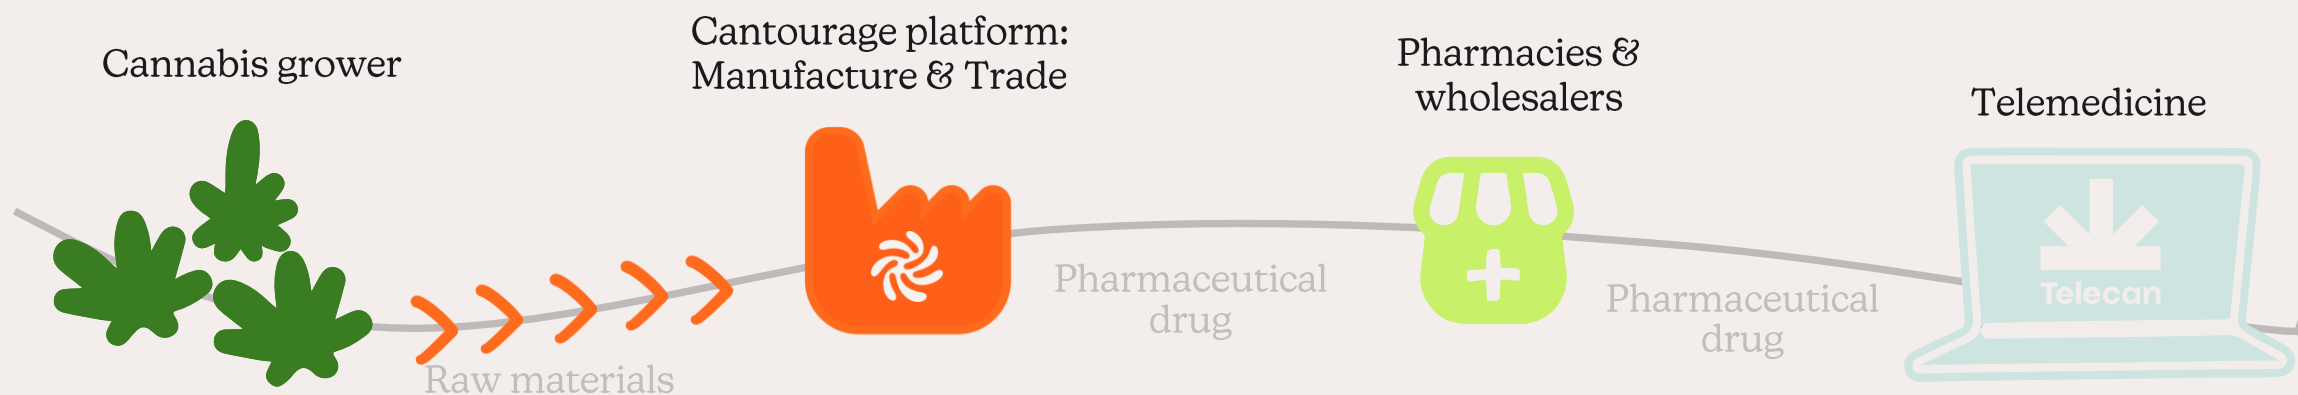 Cannabis grower
Cantourage platform:
Manufacture & Trade
Pharmacies &
wholesalers
Telemedicine
Raw materials
Pharmaceutical
drug
Pharmaceutical
drug
Telecan